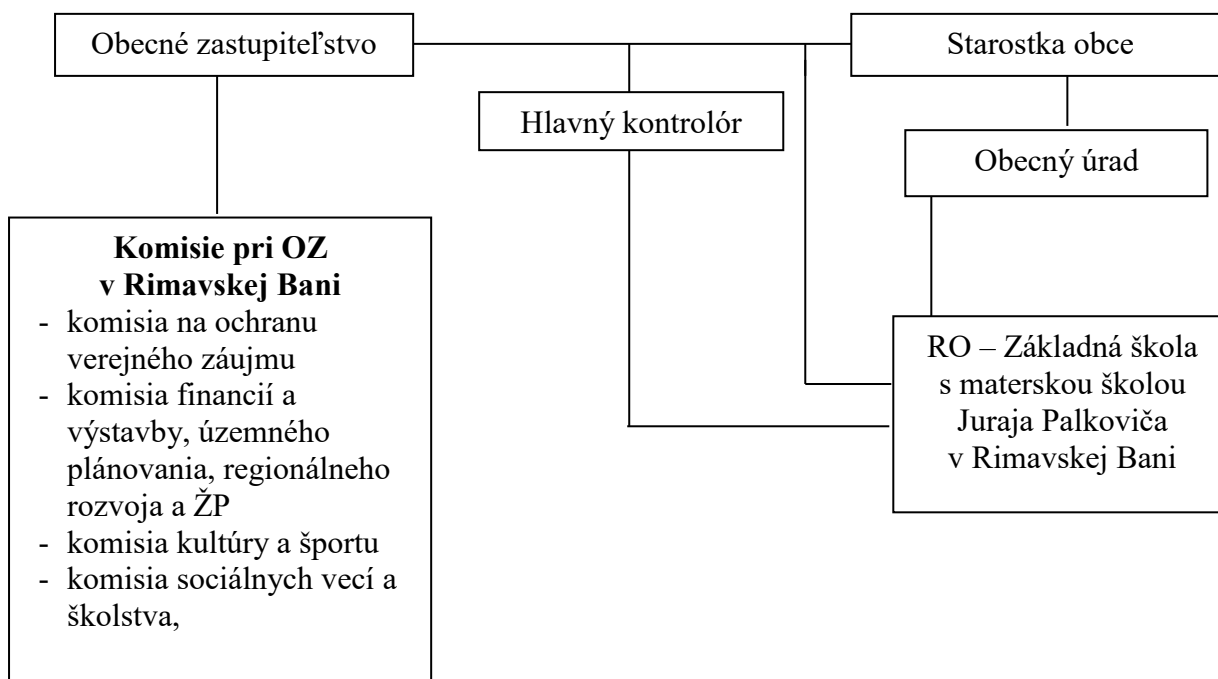 Obecné zastupiteľstvo
Starostka obce
Hlavný kontrolór
Obecný úrad
Komisie pri OZ
v Rimavskej Bani
- komisia na ochranu
verejného záujmu
- komisia financií a
výstavby, územného
plánovania, regionálneho
rozvoja a ŽP
- komisia kultúry a športu
- komisia sociálnych vecí a
školstva,
RO – Základná škola
s materskou školou
Juraja Palkoviča
v Rimavskej Bani